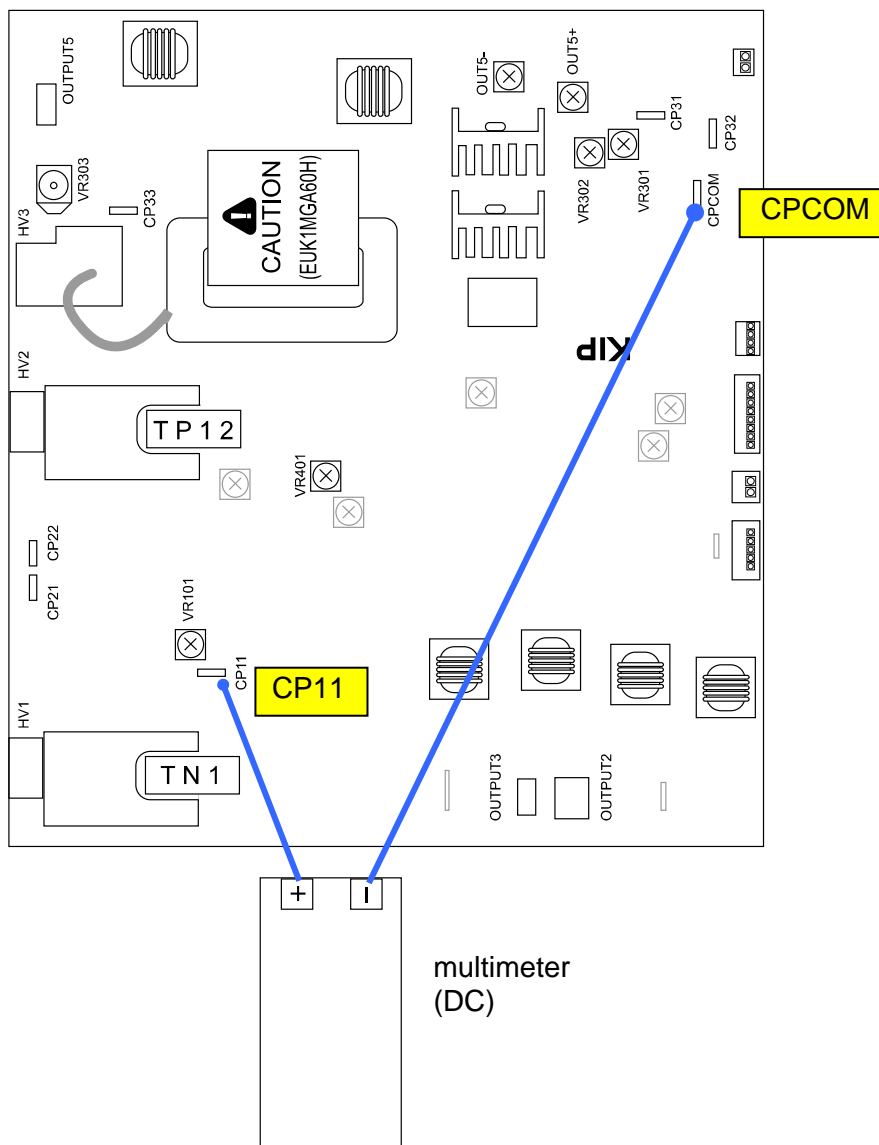 OUTPUT5
OUT5-
OUT5+
CP31
CP32
VR303
CP33
HV3
CAUTION
(EUK1MGA60H)
VR302
VR301
CPCOM
CPCOM
HV2
KIP
TP12
VR401
CP22
CP21
VR101
CP11
CP11
HV1
TN1
OUTPUT3
OUTPUT2
+
−
multimeter
(DC)